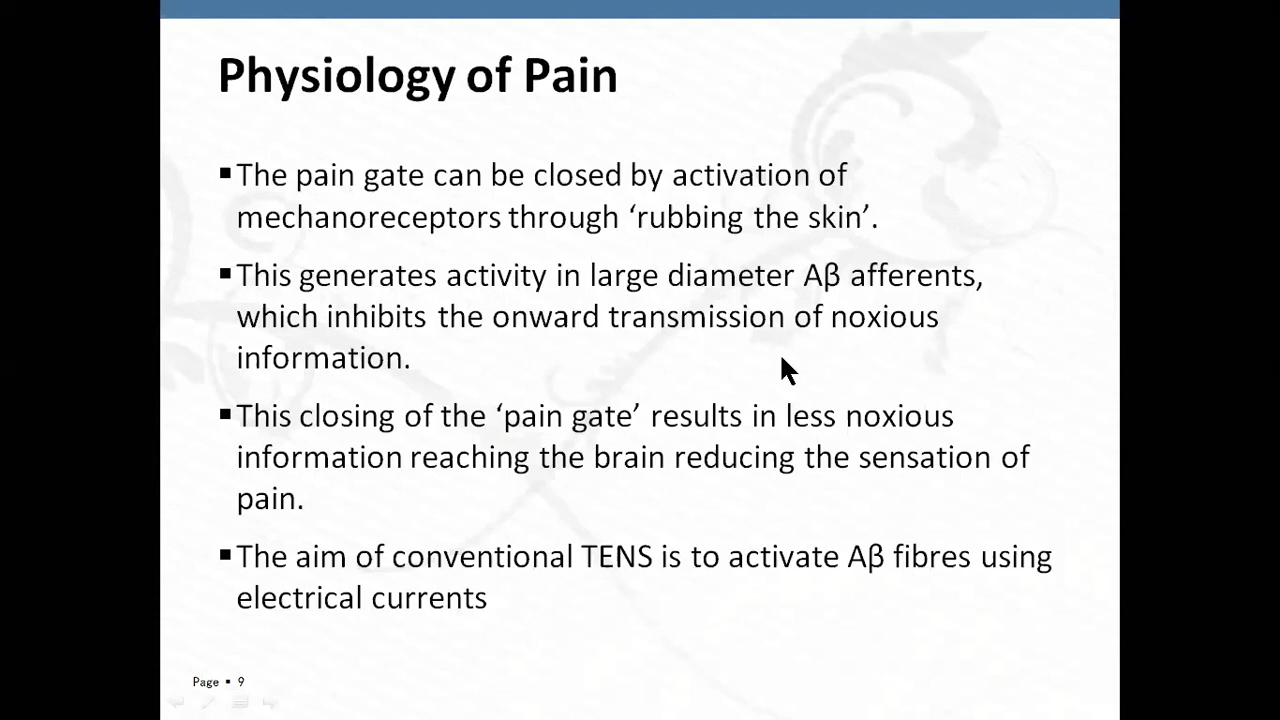 Physiology of Pain
▪The pain gate can be closed by activation of
mechanoreceptors through ‘rubbing the skin’.
▪This generates activity in large diameter Aβ afferents,
which inhibits the onward transmission of noxious
information.
▪This closing of the ‘pain gate’ results in less noxious
information reaching the brain reducing the sensation of
pain.
▪The aim of conventional TENS is to activate Aβ fibres using
electrical currents
Page ▪ 9